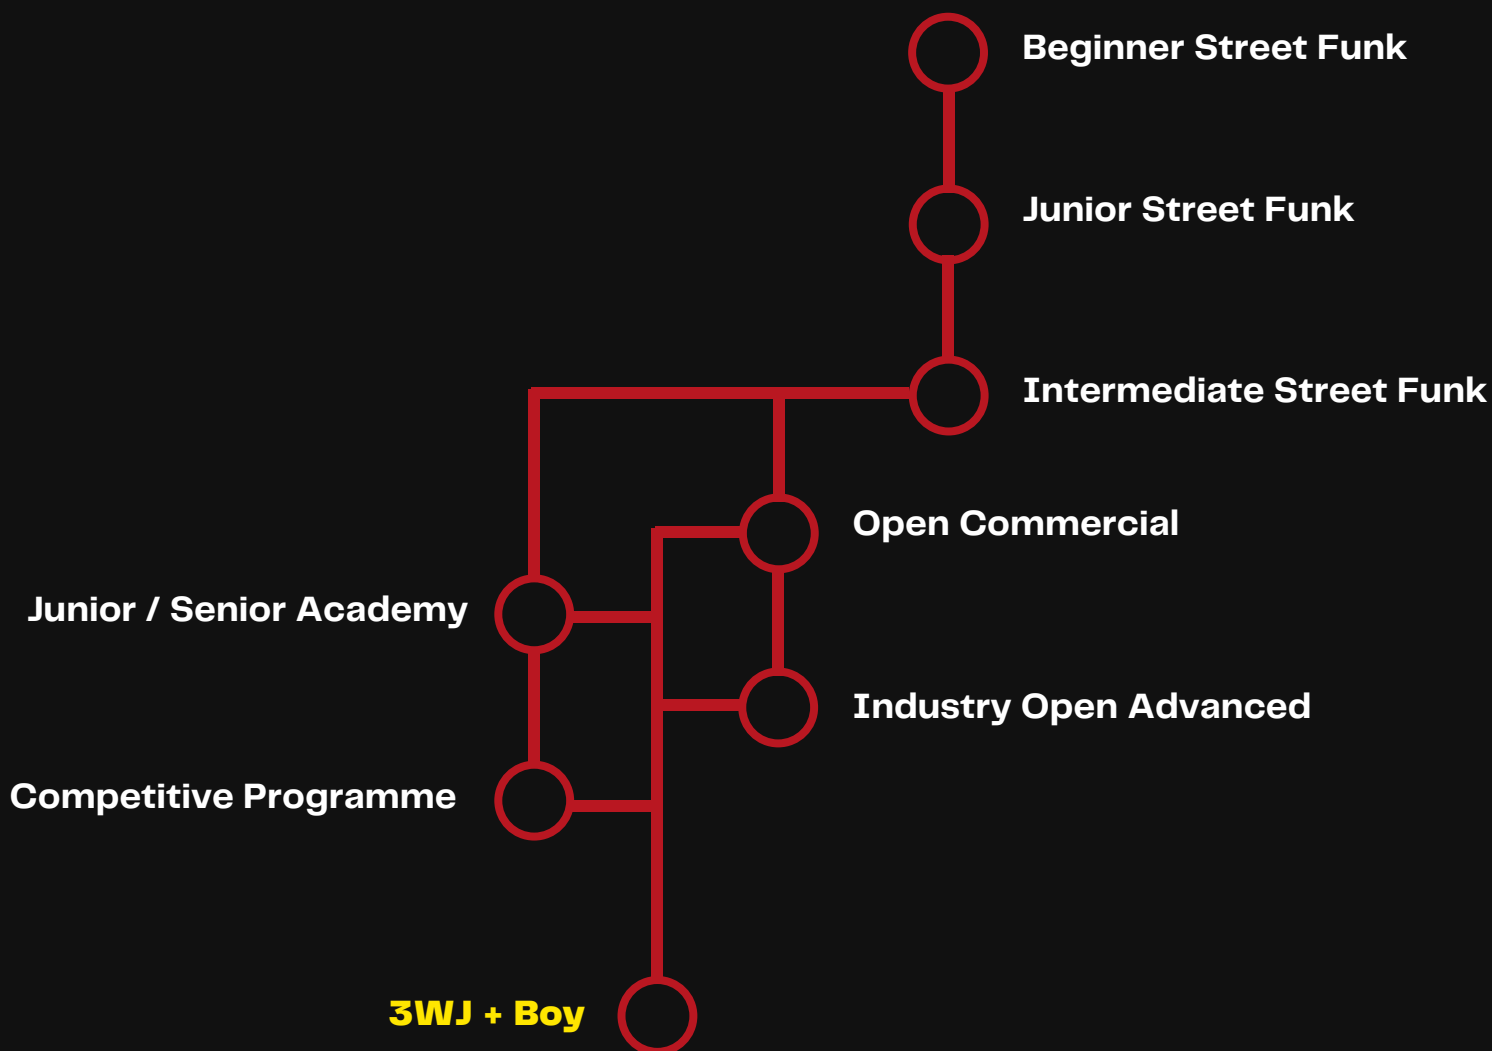 Beginner Street Funk
Junior Street Funk
Intermediate Street Funk
Open Commercial
Junior / Senior Academy
Industry Open Advanced
Competitive Programme
3WJ + Boy